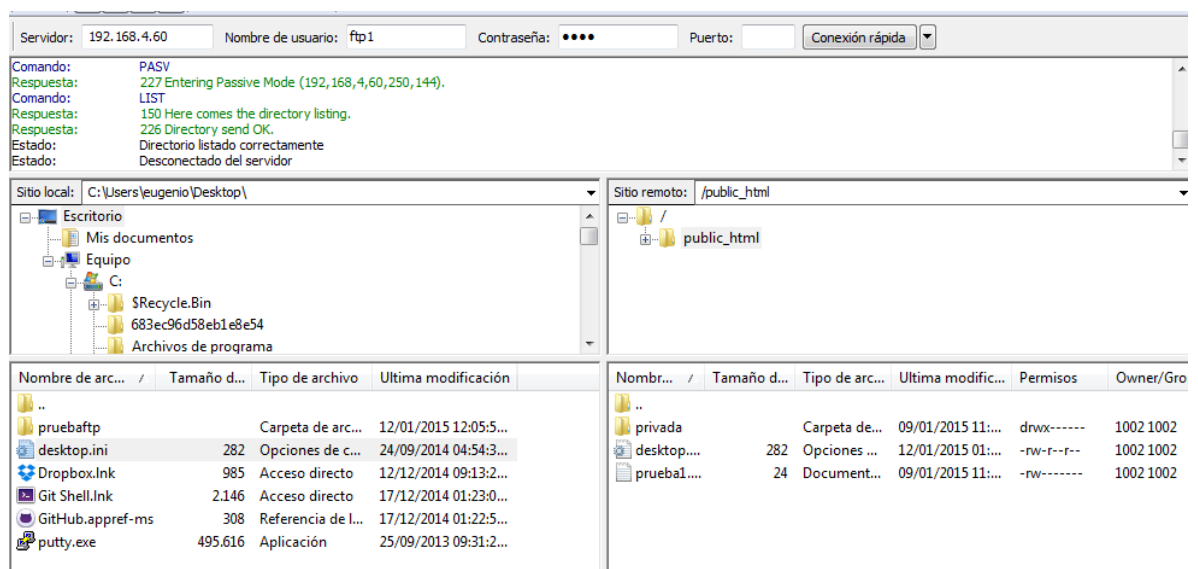 Servidor: 192.168.4.60 Nombre de usuario: ftp1 Contraseña: ●●●● Puerto: Conexión rápida
Comando: PASV
Respuesta: 227 Entering Passive Mode (192,168,4,60,250,144).
Comando: LIST
Respuesta: 150 Here comes the directory listing.
Respuesta: 226 Directory send OK.
Estado: Directorio listado correctamente
Estado: Desconectado del servidor
Sitio local: C:\Users\eugenio\Desktop\
Escritorio
Mis documentos
Equipo
C:
$Recycle.Bin
683ec96d58eb1e8e54
Archivos de programa
Sitio remoto: /public_html
/
public_html
Nombre de arc... / Tamaño d... Tipo de archivo Ultima modificación
..
pruebaftp Carpeta de arc... 12/01/2015 12:05:5...
desktop.ini 282 Opciones de c... 24/09/2014 04:54:3...
Dropbox.lnk 985 Acceso directo 12/12/2014 09:13:2...
Git Shell.lnk 2.146 Acceso directo 17/12/2014 01:23:0...
GitHub.appref-ms 308 Referencia de l... 17/12/2014 01:22:5...
putty.exe 495.616 Aplicación 25/09/2013 09:31:2...
Nombr... / Tamaño d... Tipo de arc... Ultima modific... Permisos Owner/Gro
..
privada Carpeta de... 09/01/2015 11:... drwx------ 1002 1002
desktop.... 282 Opciones ... 12/01/2015 01:... -rw-r--r-- 1002 1002
prueba1.... 24 Document... 09/01/2015 11:... -rw------- 1002 1002